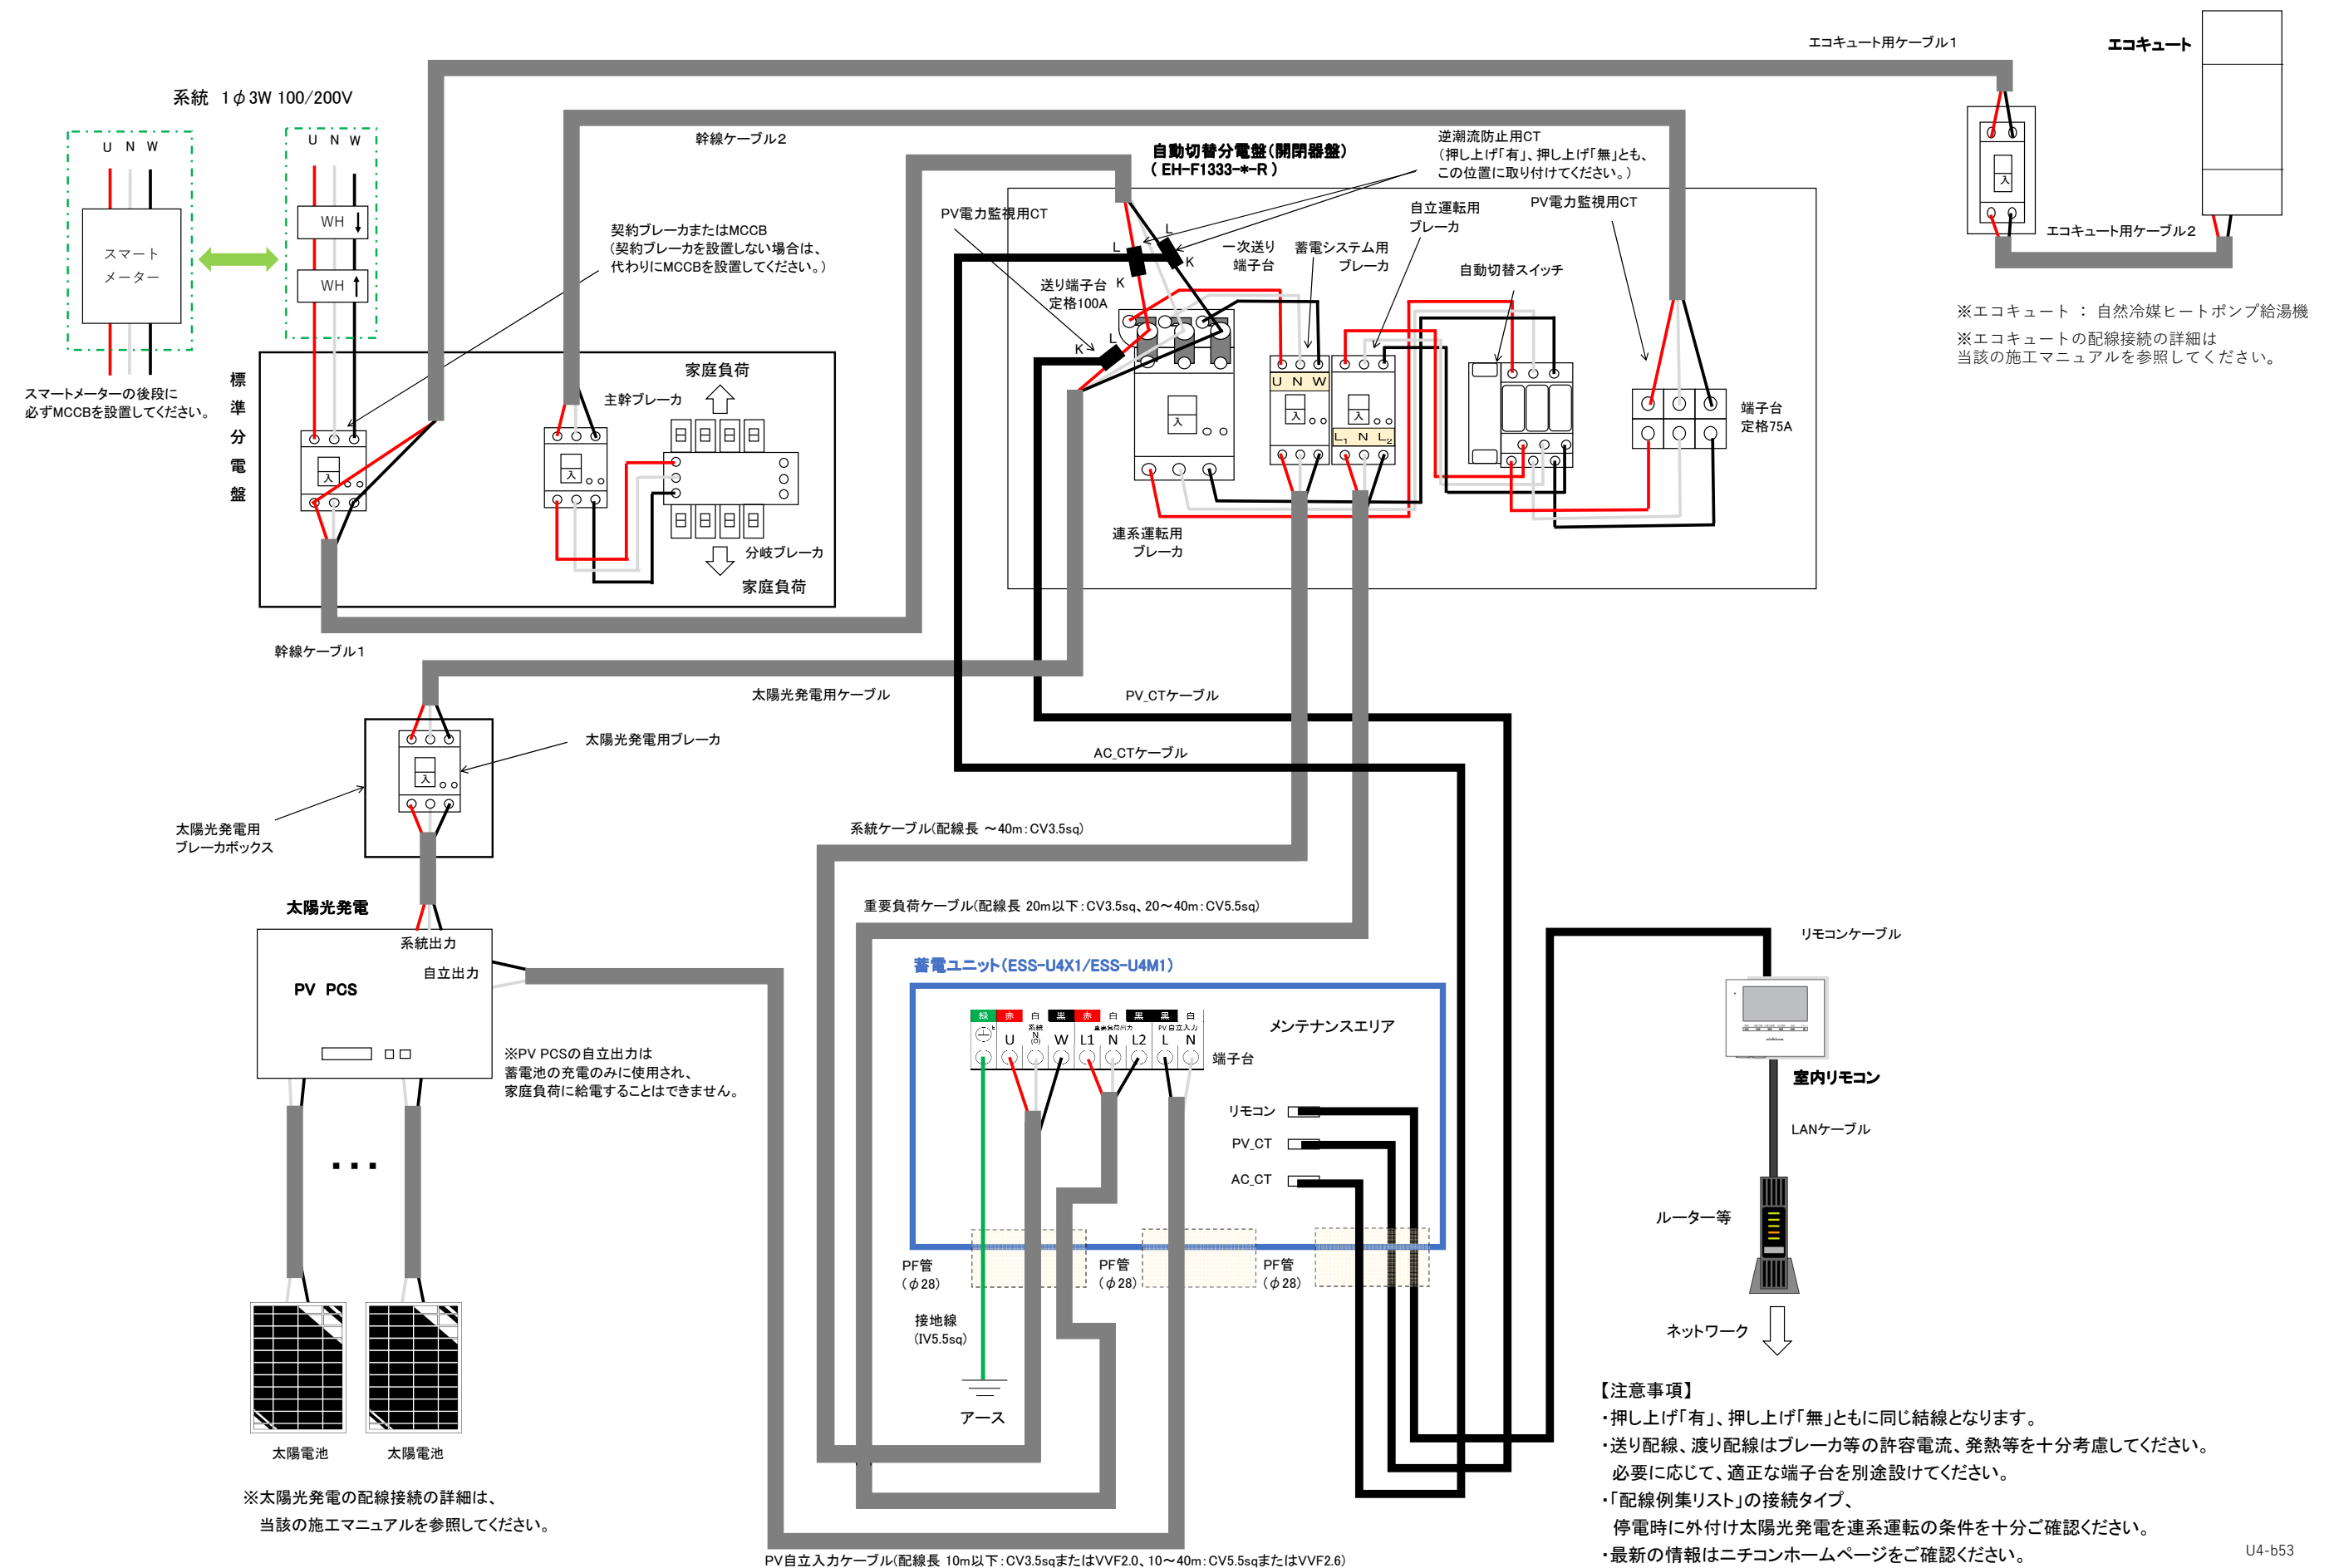 エコキュート用ケーブル1
エコキュート
系統 1φ3W 100/200V
U N W
U N W
スマート
メーター
WH
WH
スマートメーターの後段に
必ずMCCBを設置してください。
幹線ケーブル2
契約ブレーカまたはMCCB
(契約ブレーカを設置しない場合は、
代わりにMCCBを設置してください。)
自動切替分電盤(開閉器盤)
( EH-F1333-*-R )
逆潮流防止用CT
(押し上げ「有」、押し上げ「無」とも、
この位置に取り付けてください。)
PV電力監視用CT
L
L
K
K
送り端子台
定格100A
K
L
一次送り
端子台
蓄電システム用
ブレーカ
自立運転用
ブレーカ
PV電力監視用CT
自動切替スイッチ
端子台
定格75A
U N W
L1 N L2
入
入
入
連系運転用
ブレーカ
入
エコキュート用ケーブル2
※エコキュート : 自然冷媒ヒートポンプ給湯機
※エコキュートの配線接続の詳細は
当該の施工マニュアルを参照してください。
標準分電盤
入
入
主幹ブレーカ
家庭負荷
分岐ブレーカ
家庭負荷
幹線ケーブル1
太陽光発電用ケーブル
PV_CTケーブル
AC_CTケーブル
太陽光発電用ブレーカ
入
太陽光発電用
ブレーカボックス
系統ケーブル(配線長 ~40m:CV3.5sq)
重要負荷ケーブル(配線長 20m以下:CV3.5sq、20~40m:CV5.5sq)
太陽光発電
系統出力
自立出力
PV PCS
※PV PCSの自立出力は
蓄電池の充電のみに使用され、
家庭負荷に給電することはできません。
蓄電ユニット(ESS-U4X1/ESS-U4M1)
緑 赤 白 黒 赤 白 黒 黒 白
系統 重要負荷出力 PV自立入力
U N(O) W L1 N L2 L N
端子台
メンテナンスエリア
リモコン
PV_CT
AC_CT
PF管
(φ28)
PF管
(φ28)
PF管
(φ28)
接地線
(IV5.5sq)
アース
リモコンケーブル
室内リモコン
LANケーブル
ルーター等
ネットワーク
太陽電池
太陽電池
※太陽光発電の配線接続の詳細は、
当該の施工マニュアルを参照してください。
PV自立入力ケーブル(配線長 10m以下:CV3.5sqまたはVVF2.0、10~40m:CV5.5sqまたはVVF2.6)
【注意事項】
・押し上げ「有」、押し上げ「無」ともに同じ結線となります。
・送り配線、渡り配線はブレーカ等の許容電流、発熱等を十分考慮してください。
必要に応じて、適正な端子台を別途設けてください。
・「配線例集リスト」の接続タイプ、
停電時に外付け太陽光発電を連系運転の条件を十分ご確認ください。
・最新の情報はニチコンホームページをご確認ください。
U4-b53